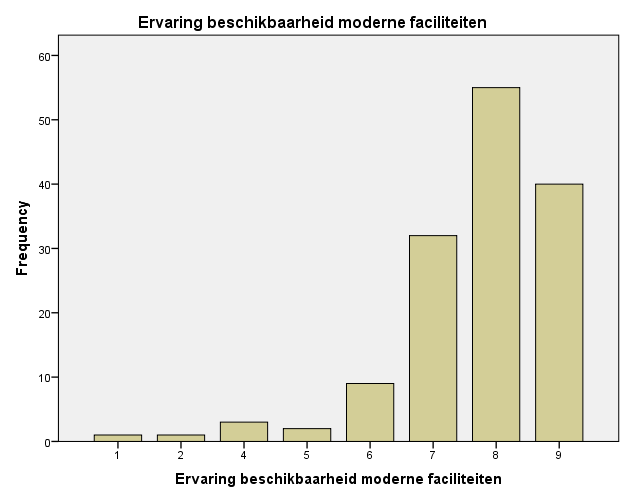 Ervaring beschikbaarheid moderne faciliteiten
60
50
40
30
20
10
0
Frequency
1 2 4 5 6 7 8 9
Ervaring beschikbaarheid moderne faciliteiten